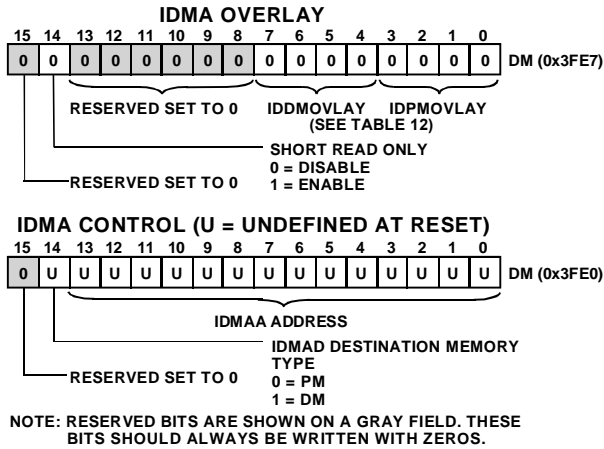 IDMA OVERLAY
15 14 13 12 11 10 9 8 7 6 5 4 3 2 1 0
0 0 0 0 0 0 0 0 0 0 0 0 0 0 0 0 DM (0x3FE7)
RESERVED SET TO 0 IDDMOVLAY IDPMOVLAY
(SEE TABLE 12)
SHORT READ ONLY
0 = DISABLE
RESERVED SET TO 0 1 = ENABLE
IDMA CONTROL (U = UNDEFINED AT RESET)
15 14 13 12 11 10 9 8 7 6 5 4 3 2 1 0
0 U U U U U U U U U U U U U U U DM (0x3FE0)
IDMAA ADDRESS
IDMAD DESTINATION MEMORY
TYPE
RESERVED SET TO 0 0 = PM
1 = DM
NOTE: RESERVED BITS ARE SHOWN ON A GRAY FIELD. THESE
BITS SHOULD ALWAYS BE WRITTEN WITH ZEROS.